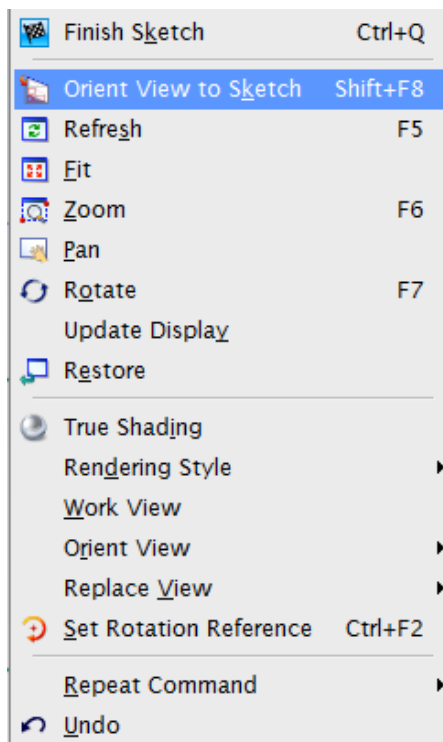 Finish Sketch Ctrl+Q
Orient View to Sketch Shift+F8
Refresh F5
Fit
Zoom F6
Pan
Rotate F7
Update Display
Restore
True Shading
Rendering Style
Work View
Orient View
Replace View
Set Rotation Reference Ctrl+F2
Repeat Command
Undo